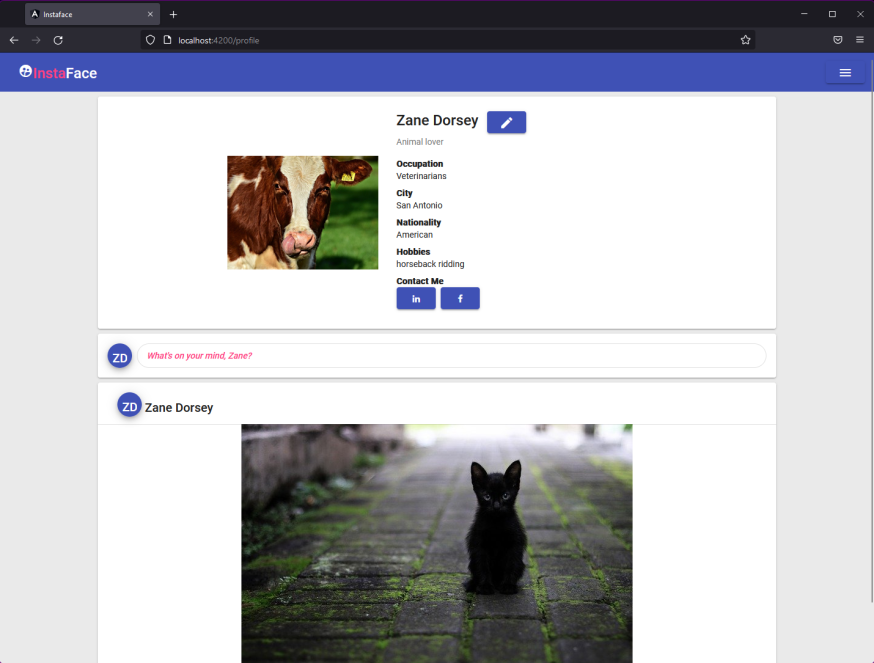 Instaface
localhost:4200/profile
InstaFace
Zane Dorsey
Animal lover
Occupation
Veterinarians
City
San Antonio
Nationality
American
Hobbies
horseback ridding
Contact Me
in f
ZD What's on your mind, Zane?
ZD Zane Dorsey